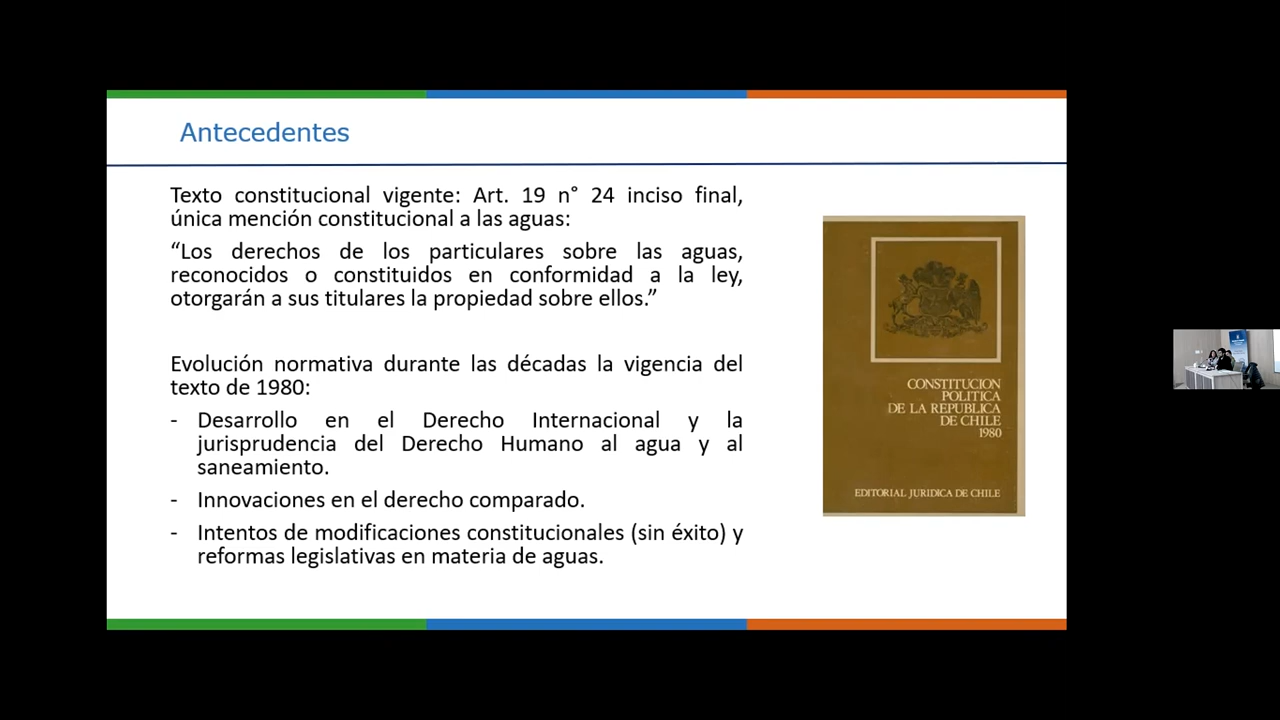 Antecedentes
Texto constitucional vigente: Art. 19 n° 24 inciso final,
única mención constitucional a las aguas:
“Los derechos de los particulares sobre las aguas,
reconocidos o constituidos en conformidad a la ley,
otorgarán a sus titulares la propiedad sobre ellos.”
Evolución normativa durante las décadas la vigencia del
texto de 1980:
- Desarrollo en el Derecho Internacional y la
jurisprudencia del Derecho Humano al agua y al
saneamiento.
- Innovaciones en el derecho comparado.
- Intentos de modificaciones constitucionales (sin éxito) y
reformas legislativas en materia de aguas.
CONSTITUCION
POLITICA
DE LA REPUBLICA
DE CHILE
1980
EDITORIAL JURIDICA DE CHILE